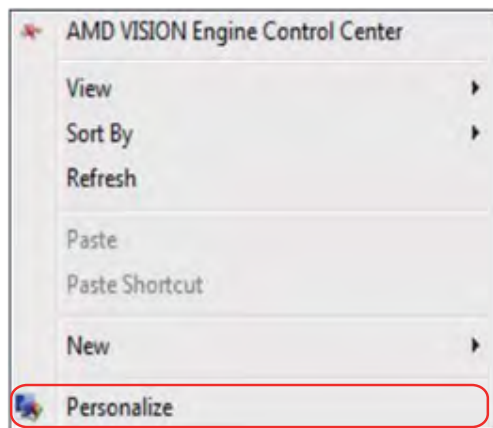 AMD VISION Engine Control Center
View
Sort By
Refresh
Paste
Paste Shortcut
New
Personalize